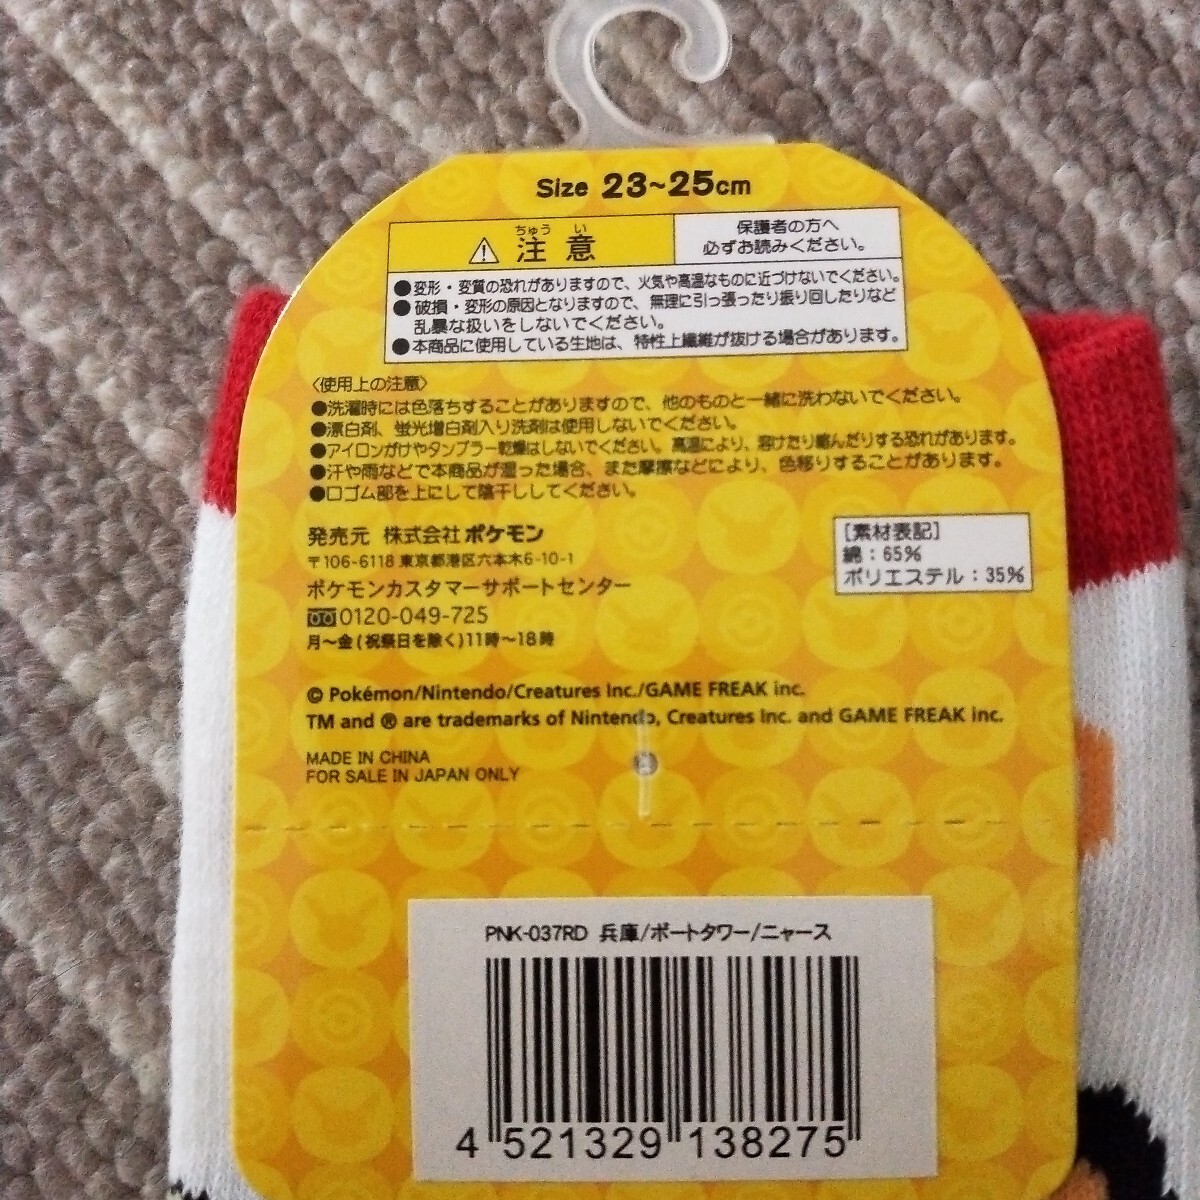 Size 23~25cm
ちゅう い
⚠注意
保護者の方へ
必ずお読みください。
●変形・変質の恐れがありますので、火気や高温なものに近づけないでください。
●破損・変形の原因となりますので、無理に引っ張ったり振り回したりなど
乱暴な扱いをしないでください。
●本商品に使用している生地は、特性上繊維が抜ける場合があります。
〈使用上の注意〉
●洗濯時には色落ちすることがありますので、他のものと一緒に洗わないでください。
●漂白剤、蛍光増白剤入り洗剤は使用しないでください。
●アイロンがけやタンブラー乾燥はしないでください。高温により、溶けたり縮んだりする恐れがあります。
●汗や雨などで本商品が湿った場合、また摩擦などにより、色移りすることがあります。
●口ゴム部を上にして陰干ししてください。
発売元 株式会社ポケモン
〒106-6118 東京都港区六本木6-10-1
ポケモンカスタマーサポートセンター
0120-049-725
月〜金(祝祭日を除く)11時〜18時
[素材表記]
綿：65%
ポリエステル：35%
© Pokémon/Nintendo/Creatures Inc./GAME FREAK inc.
TM and ® are trademarks of Nintendo, Creatures Inc. and GAME FREAK inc.
MADE IN CHINA
FOR SALE IN JAPAN ONLY
PNK-037RD 兵庫/ポートタワー/ニャース
4 521329 138275